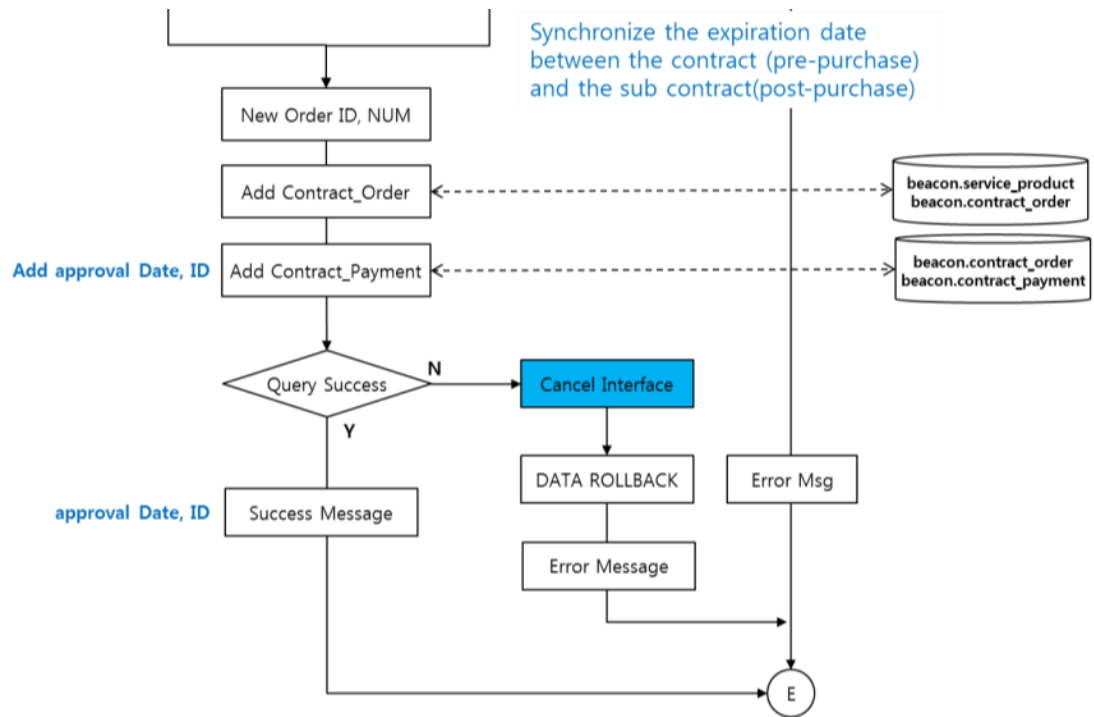 Synchronize the expiration date
between the contract (pre-purchase)
and the sub contract(post-purchase)
New Order ID, NUM
Add Contract_Order
beacon.service_product
beacon.contract_order
Add approval Date, ID
Add Contract_Payment
beacon.contract_order
beacon.contract_payment
Query Success
N
Cancel Interface
Y
DATA ROLLBACK
Error Msg
approval Date, ID
Success Message
Error Message
E